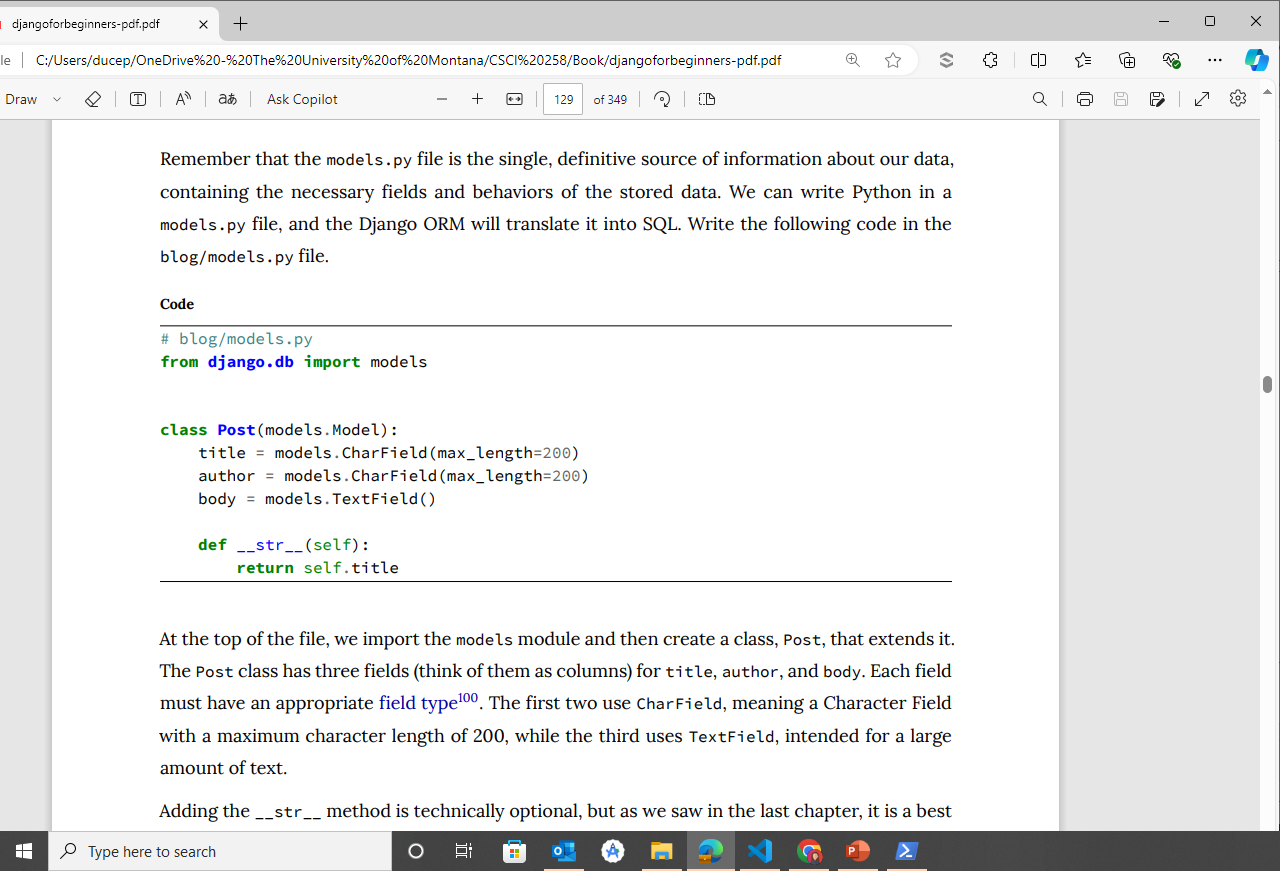 djangoforbeginners-pdf.pdf
le C:/Users/ducep/OneDrive%20-%20The%20University%20of%20Montana/CSCI%20258/Book/djangoforbeginners-pdf.pdf
Draw aあ Ask Copilot 129 of 349
Remember that the models.py file is the single, definitive source of information about our data,
containing the necessary fields and behaviors of the stored data. We can write Python in a
models.py file, and the Django ORM will translate it into SQL. Write the following code in the
blog/models.py file.
Code
# blog/models.py
from django.db import models
class Post(models.Model):
    title = models.CharField(max_length=200)
    author = models.CharField(max_length=200)
    body = models.TextField()
    def __str__(self):
        return self.title
At the top of the file, we import the models module and then create a class, Post, that extends it.
The Post class has three fields (think of them as columns) for title, author, and body. Each field
must have an appropriate field type100. The first two use CharField, meaning a Character Field
with a maximum character length of 200, while the third uses TextField, intended for a large
amount of text.
Adding the __str__ method is technically optional, but as we saw in the last chapter, it is a best
Type here to search